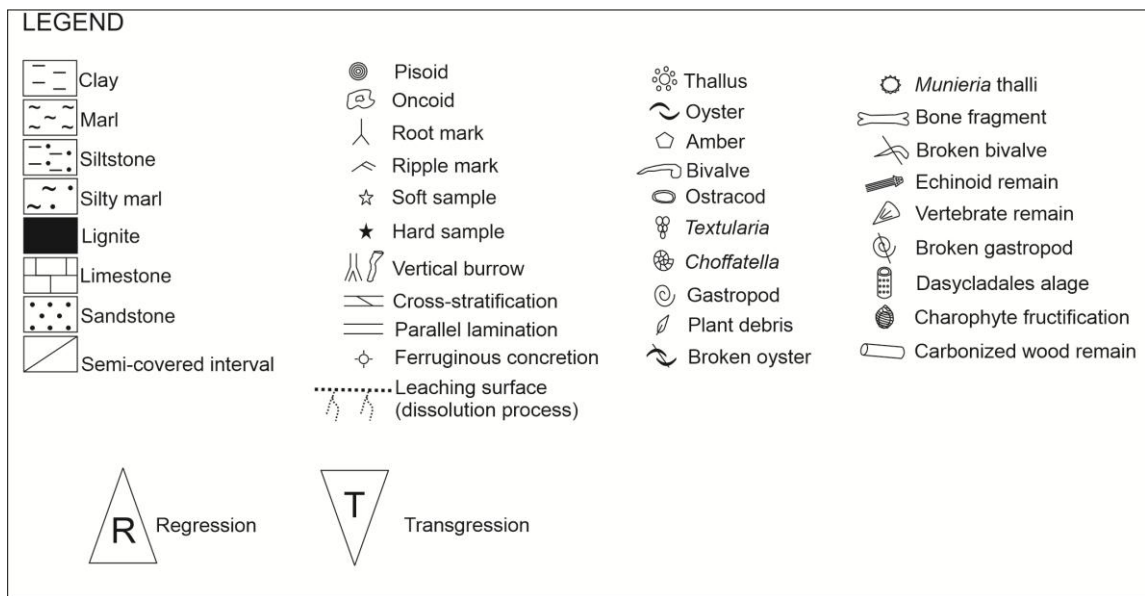 LEGEND
Clay
Marl
Siltstone
Silty marl
Lignite
Limestone
Sandstone
Semi-covered interval
Pisoid
Oncoid
Root mark
Ripple mark
Soft sample
Hard sample
Vertical burrow
Cross-stratification
Parallel lamination
Ferruginous concretion
Leaching surface
(dissolution process)
Thallus
Oyster
Amber
Bivalve
Ostracod
Textularia
Choffatella
Gastropod
Plant debris
Broken oyster
Munieria thalli
Bone fragment
Broken bivalve
Echinoid remain
Vertebrate remain
Broken gastropod
Dasycladales alage
Charophyte fructification
Carbonized wood remain
R Regression
T Transgression